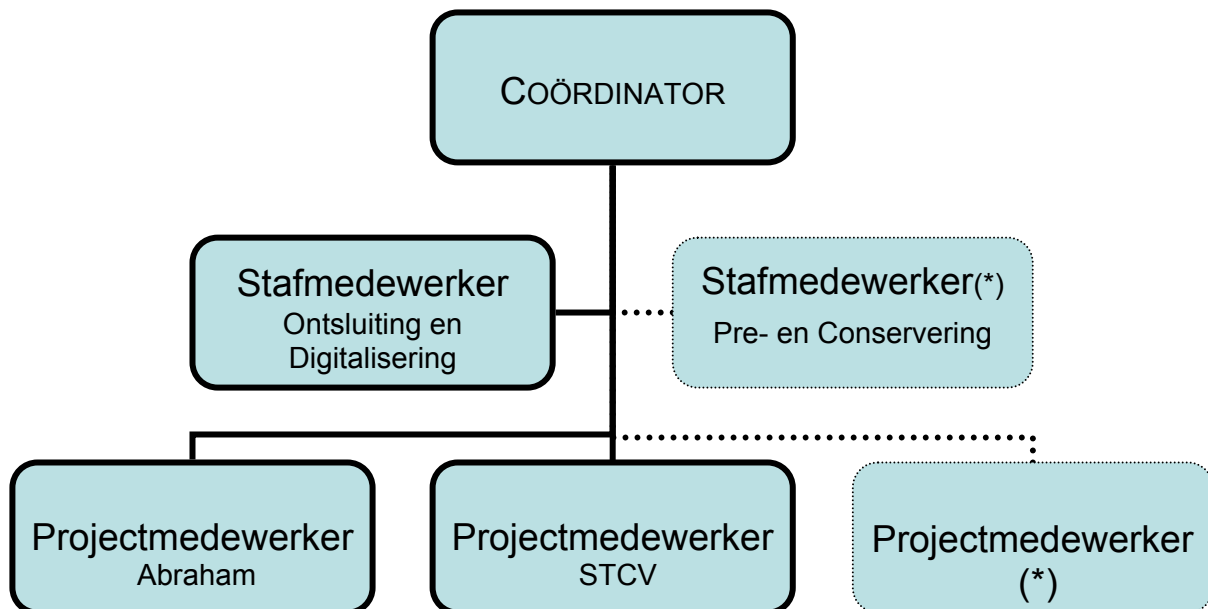 COÖRDINATOR
Stafmedewerker
Ontsluiting en
Digitalisering
Stafmedewerker(*)
Pre- en Conservering
Projectmedewerker
Abraham
Projectmedewerker
STCV
Projectmedewerker
(*)